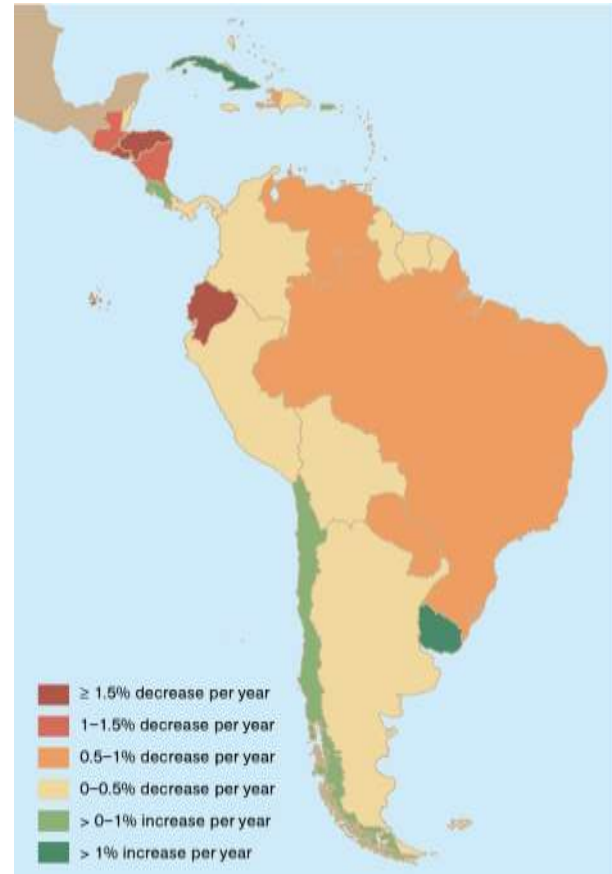 ≥ 1.5% decrease per year
1–1.5% decrease per year
0.5–1% decrease per year
0–0.5% decrease per year
> 0–1% increase per year
> 1% increase per year